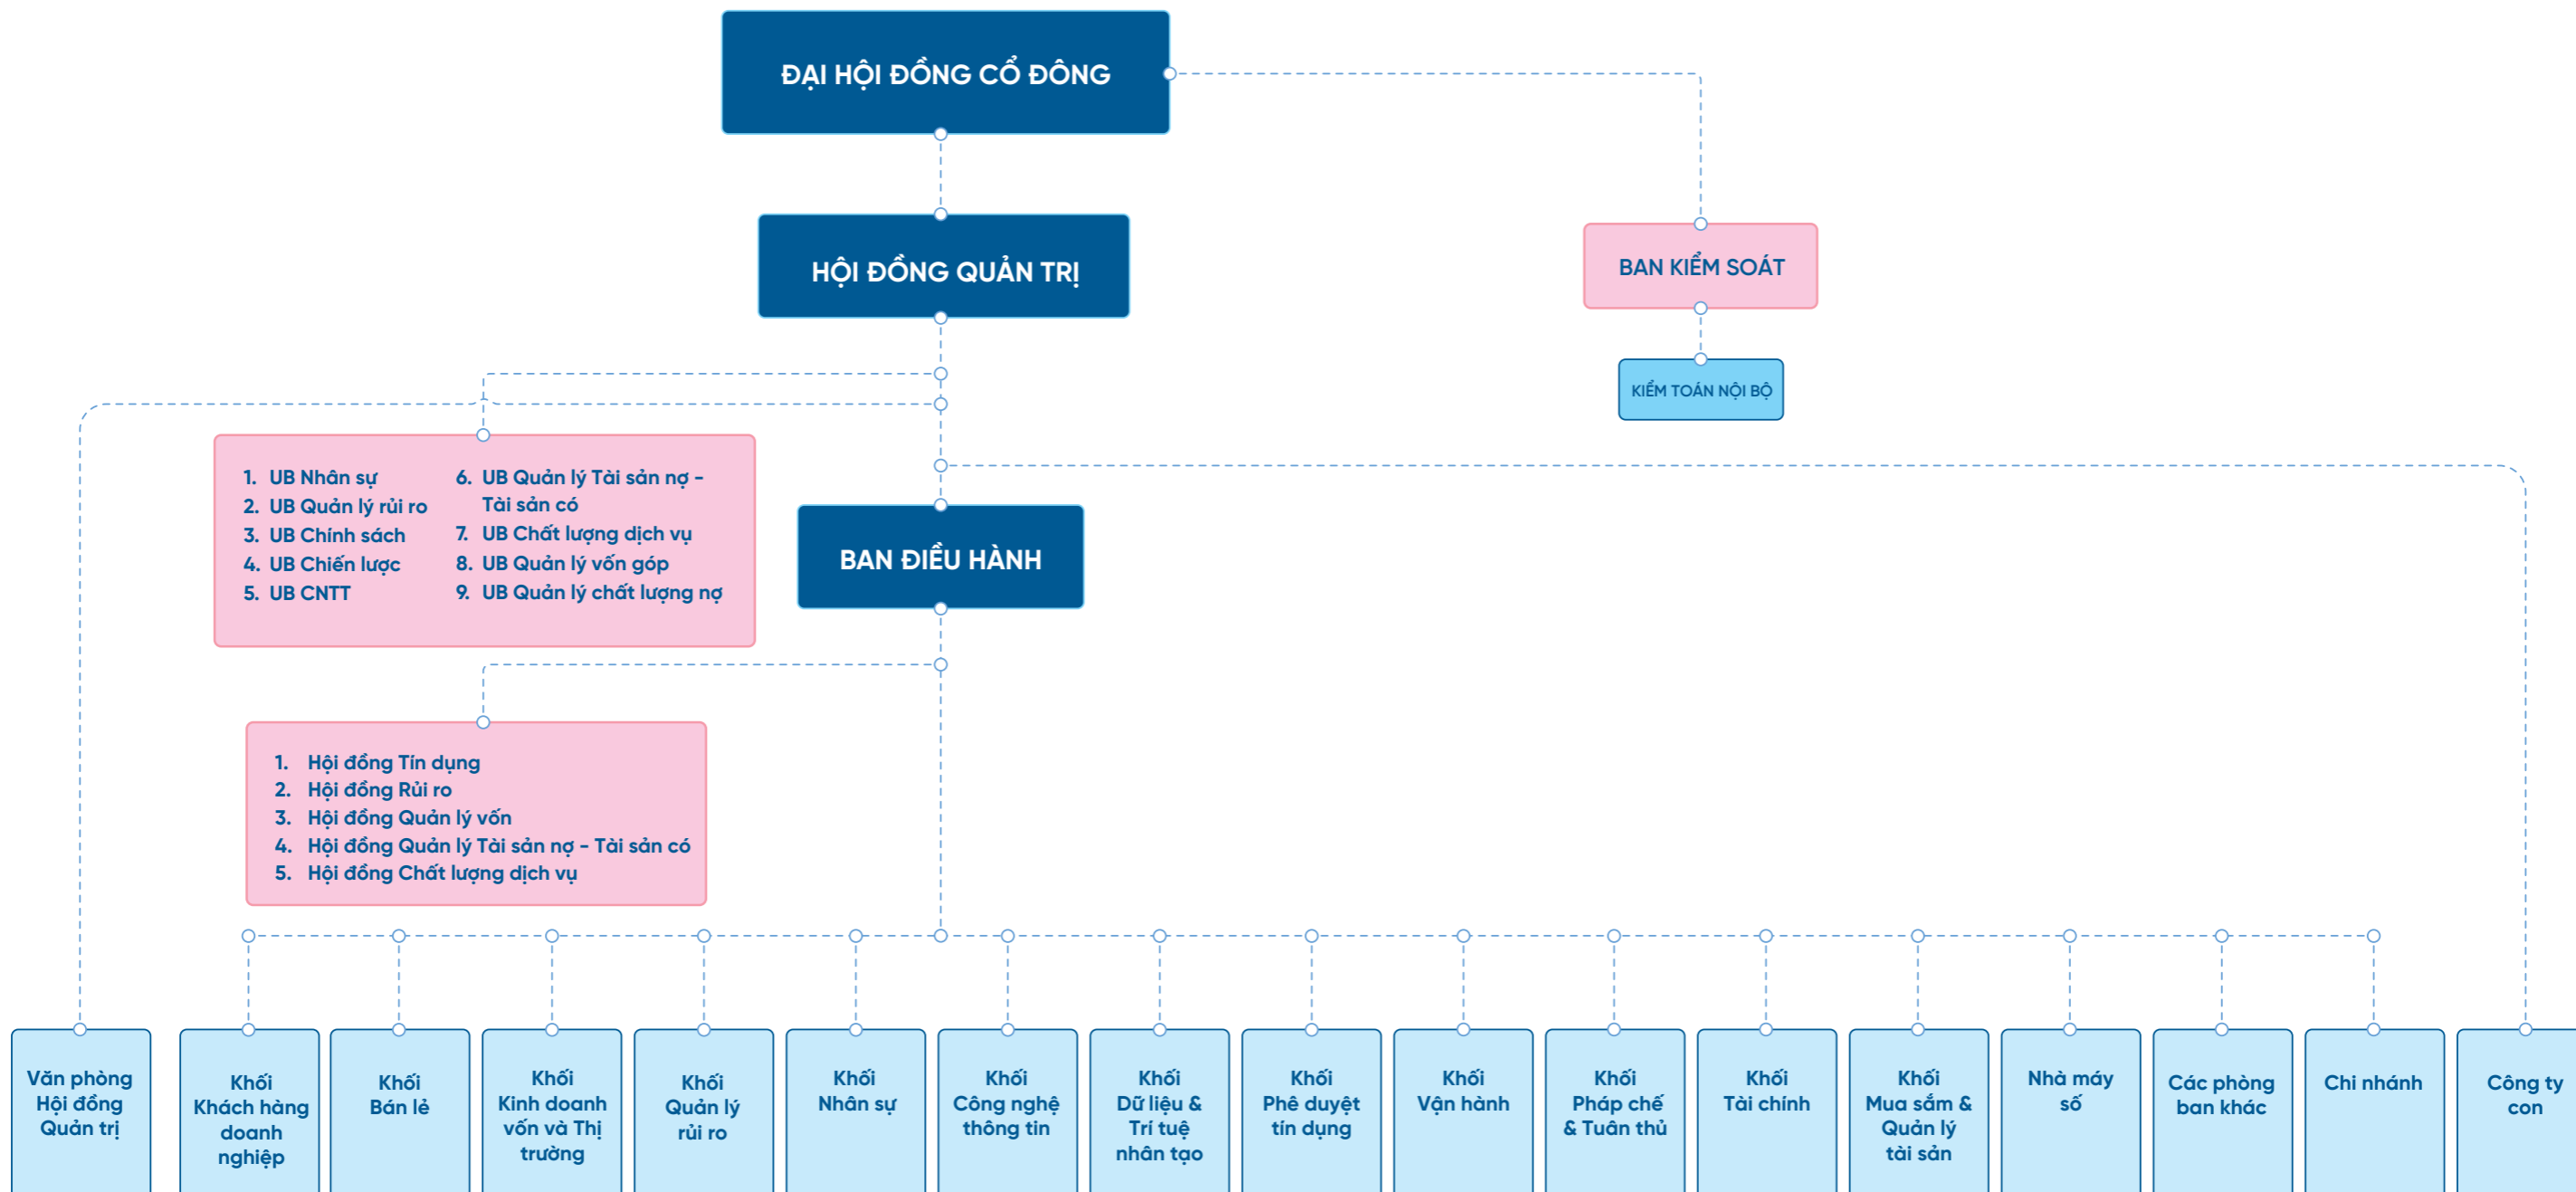 ĐẠI HỘI ĐỒNG CỔ ĐÔNG
HỘI ĐỒNG QUẢN TRỊ
BAN KIỂM SOÁT
KIỂM TOÁN NỘI BỘ
1. UB Nhân sự
2. UB Quản lý rủi ro
3. UB Chính sách
4. UB Chiến lược
5. UB CNTT
6. UB Quản lý Tài sản nợ -
Tài sản có
7. UB Chất lượng dịch vụ
8. UB Quản lý vốn góp
9. UB Quản lý chất lượng nợ
BAN ĐIỀU HÀNH
1. Hội đồng Tín dụng
2. Hội đồng Rủi ro
3. Hội đồng Quản lý vốn
4. Hội đồng Quản lý Tài sản nợ - Tài sản có
5. Hội đồng Chất lượng dịch vụ
Văn phòng
Hội đồng
Quản trị
Khối
Khách hàng
doanh
nghiệp
Khối
Bán lẻ
Khối
Kinh doanh
vốn và Thị
trường
Khối
Quản lý
rủi ro
Khối
Nhân sự
Khối
Công nghệ
thông tin
Khối
Dữ liệu &
Trí tuệ
nhân tạo
Khối
Phê duyệt
tín dụng
Khối
Vận hành
Khối
Pháp chế
& Tuân thủ
Khối
Tài chính
Khối
Mua sắm &
Quản lý
tài sản
Nhà máy
số
Các phòng
ban khác
Chi nhánh
Công ty
con